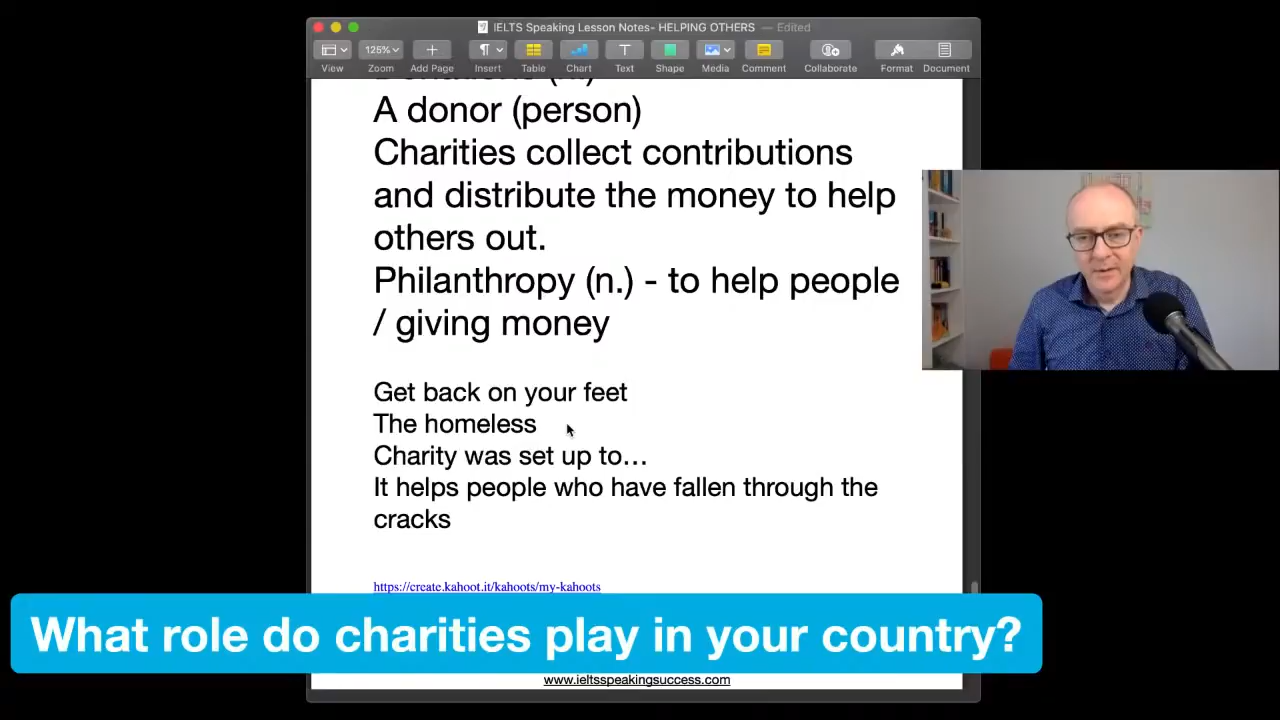 IELTS Speaking Lesson Notes- HELPING OTHERS — Edited
125%
View Zoom Add Page Insert Table Chart Text Shape Media Comment Collaborate Format Document
A donor (person)
Charities collect contributions
and distribute the money to help
others out.
Philanthropy (n.) - to help people
/ giving money
Get back on your feet
The homeless
Charity was set up to…
It helps people who have fallen through the
cracks
https://create.kahoot.it/kahoots/my-kahoots
What role do charities play in your country?
www.ieltsspeakingsuccess.com